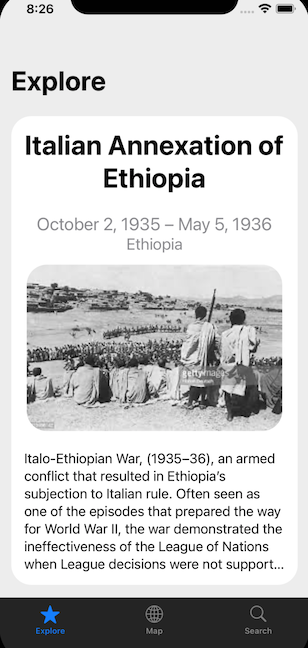 8:26
Explore
Italian Annexation of
Ethiopia
October 2, 1935 – May 5, 1936
Ethiopia
gettyimages
Italo-Ethiopian War, (1935–36), an armed
conflict that resulted in Ethiopia's
subjection to Italian rule. Often seen as
one of the episodes that prepared the way
for World War II, the war demonstrated the
ineffectiveness of the League of Nations
when League decisions were not support...
Explore
Map
Search